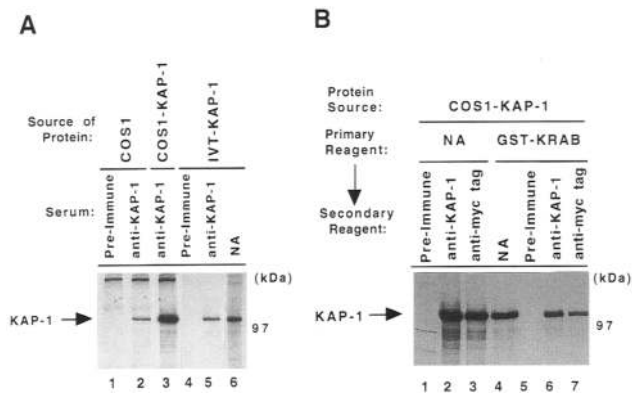 A
Source of
Protein:
COS1
COS1-KAP-1
IVT-KAP-1
Serum:
Pre-Immune
anti-KAP-1
anti-KAP-1
Pre-Immune
anti-KAP-1
NA
(kDa)
KAP-1
97
1 2 3 4 5 6
B
Protein
Source:
COS1-KAP-1
Primary
Reagent:
NA
GST-KRAB
Secondary
Reagent:
Pre-Immune
anti-KAP-1
anti-myc tag
NA
Pre-Immune
anti-KAP-1
anti-myc tag
(kDa)
KAP-1
97
1 2 3 4 5 6 7